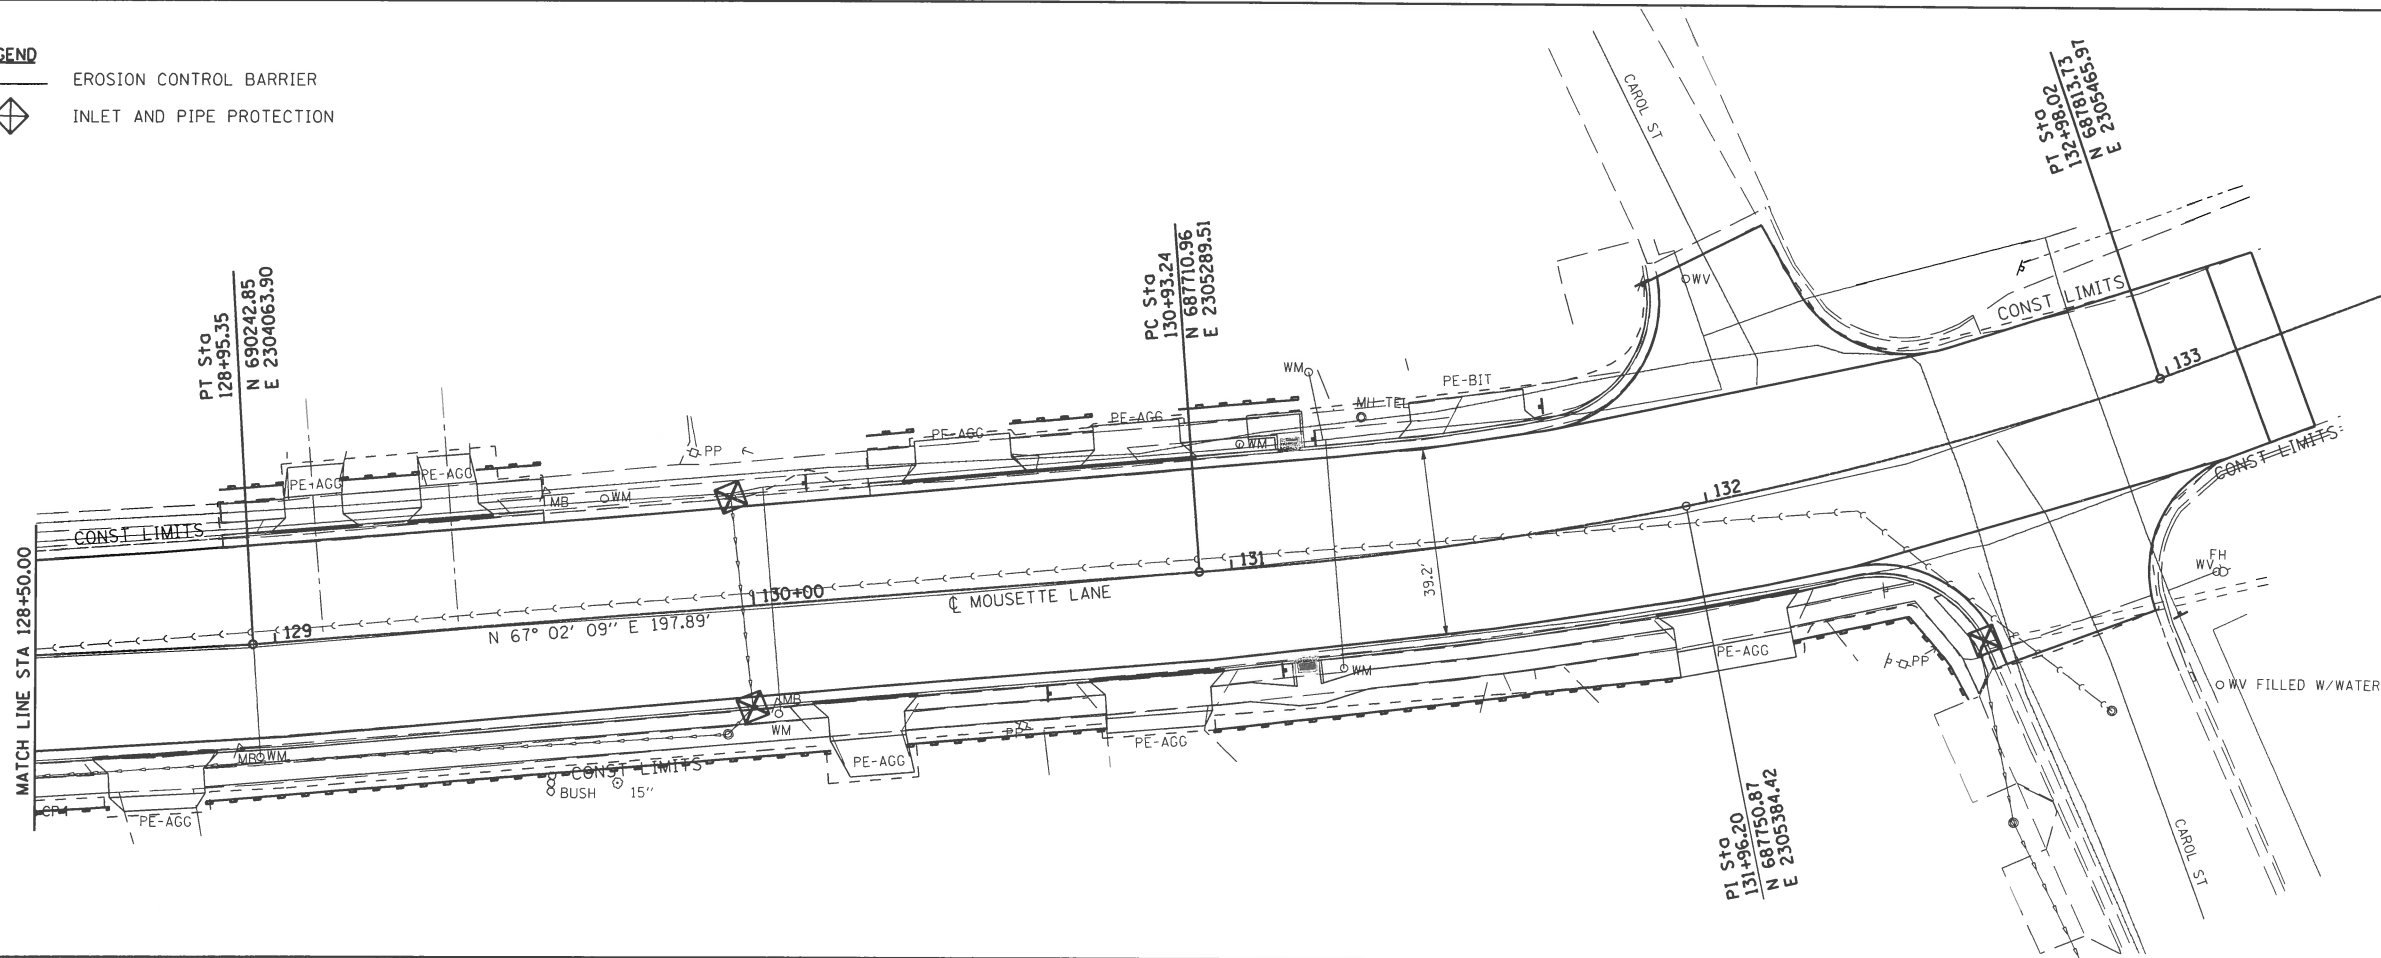 GEND
EROSION CONTROL BARRIER
INLET AND PIPE PROTECTION
CAROL ST
PT Sta
132+98.02
N 687813.73
E 2305465.97
PT Sta
128+95.35
N 690242.85
E 2304063.90
PC Sta
130+93.24
N 687710.96
E 2305289.51
WV
CONST LIMITS
133
WM
PE-BIT
MH TEL
PE-AGG
PE-AGG
WM
PP
PE-AGG
PE-AGG
MB
WM
CONST LIMITS
CONST LIMITS
132
131
39.2'
130+00
℄ MOUSETTE LANE
129
N 67° 02' 09" E 197.89'
MATCH LINE STA 128+50.00
FH
WV
PE-AGG
PP
WM
WV FILLED W/WATER
MB
WM
PP
PE-AGG
MB
WM
PE-AGG
CONST LIMITS
BUSH
15"
CP4
PE-AGG
PI Sta
131+96.20
N 687750.87
E 2305384.42
CAROL ST